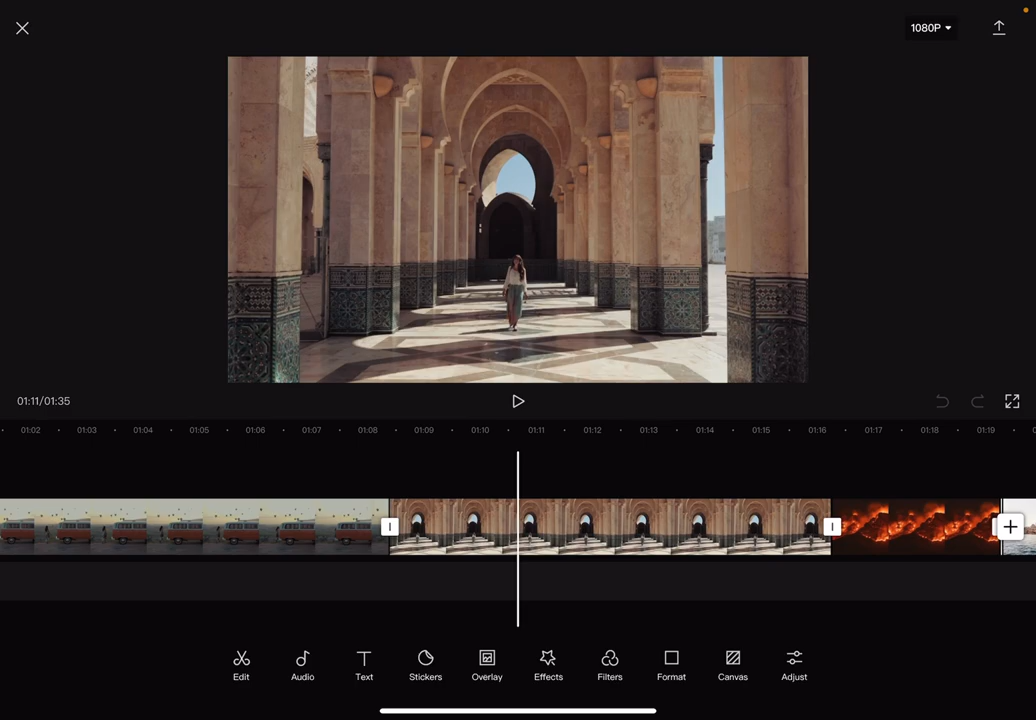 1080P
01:11/01:35
01:02 01:03 01:04 01:05 01:06 01:07 01:08 01:09 01:10 01:11 01:12 01:13 01:14 01:15 01:16 01:17 01:18 01:19
Edit Audio Text Stickers Overlay Effects Filters Format Canvas Adjust